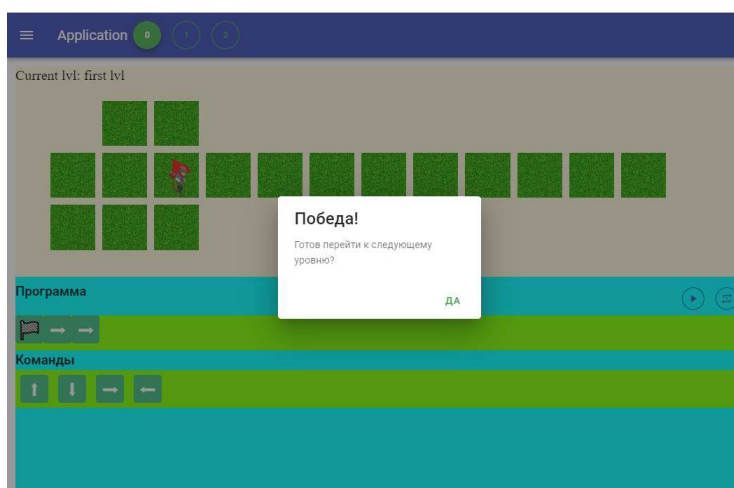 Application 0 1 2
Current lvl: first lvl
Победа!
Готов перейти к следующему
уровню?
ДА
Программа
Команды